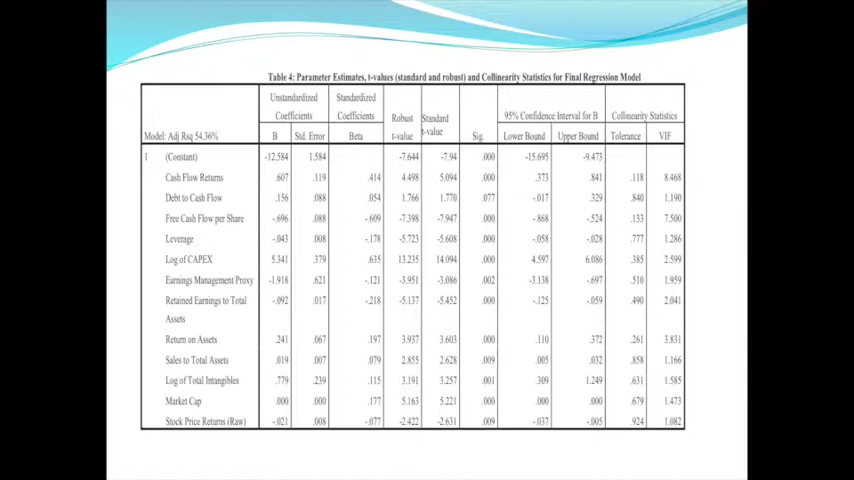 Table 4: Parameter Estimates, t-values (standard and robust) and Collinearity Statistics for Final Regression Model
Unstandardized Coefficients Standardized Coefficients Robust t-value Standard t-value 95% Confidence Interval for B Collinearity Statistics
Model: Adj Rsq 54.36% B Std. Error Beta Sig. Lower Bound Upper Bound Tolerance VIF
1 (Constant) -12.584 1.584 -7.644 -7.94 .000 -15.695 -9.473
Cash Flow Returns .607 .119 .414 4.498 5.094 .000 .373 .841 .118 8.468
Debt to Cash Flow .156 .088 .054 1.766 1.770 .077 -.017 .329 .840 1.190
Free Cash Flow per Share -.696 .088 -.609 -7.398 -7.947 .000 -.868 -.524 .133 7.500
Leverage -.043 .008 -.178 -5.723 -5.608 .000 -.058 -.028 .777 1.286
Log of CAPEX 5.341 .379 .635 13.235 14.094 .000 4.597 6.086 .385 2.599
Earnings Management Proxy -1.918 .621 -.121 -3.951 -3.086 .002 -3.138 -.697 .510 1.959
Retained Earnings to Total Assets -.092 .017 -.218 -5.137 -5.452 .000 -.125 -.059 .490 2.041
Return on Assets .241 .067 .197 3.937 3.603 .000 .110 .372 .261 3.831
Sales to Total Assets .019 .007 .079 2.855 2.628 .009 .005 .032 .858 1.166
Log of Total Intangibles .779 .239 .115 3.191 3.257 .001 .309 1.249 .631 1.585
Market Cap .000 .000 .177 5.163 5.221 .000 .000 .000 .679 1.473
Stock Price Returns (Raw) -.021 .008 -.077 -2.422 -2.631 .009 -.037 -.005 .924 1.082